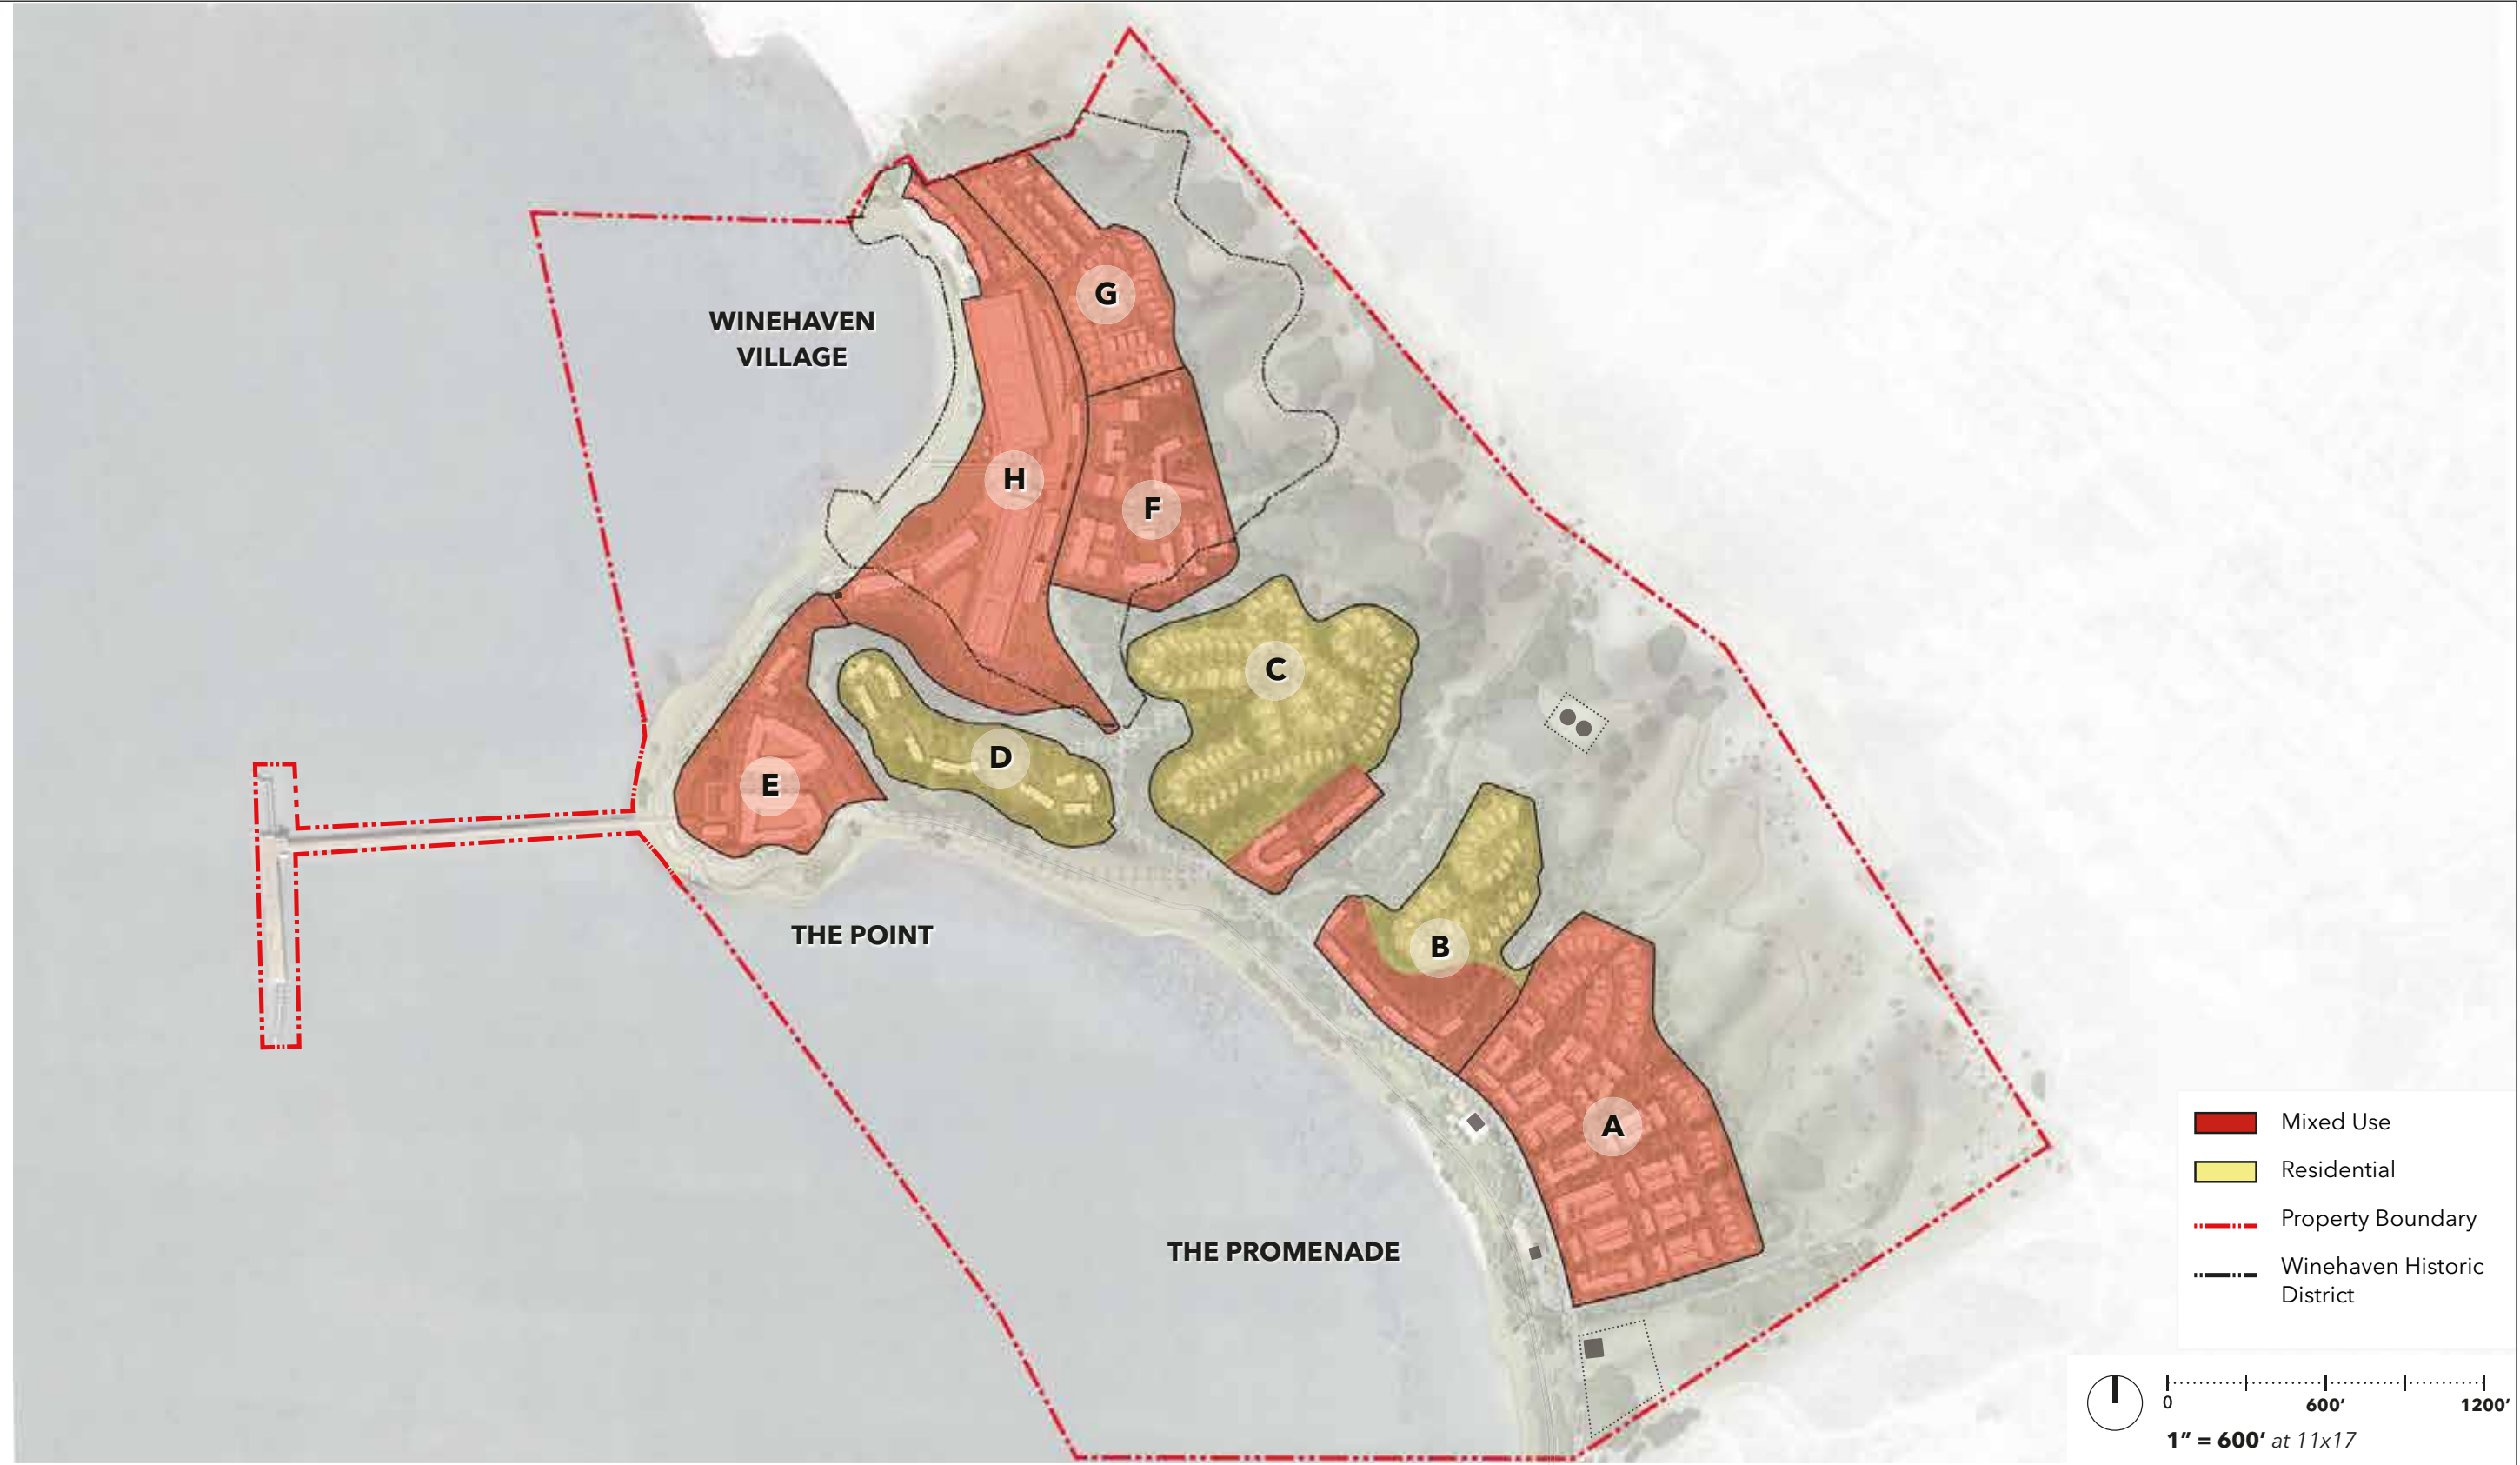 WINEHAVEN
VILLAGE
G
H
F
C
D
E
THE POINT
B
A
THE PROMENADE
Mixed Use
Residential
Property Boundary
Winehaven Historic
District
0 600’ 1200’
1” = 600’ at 11x17